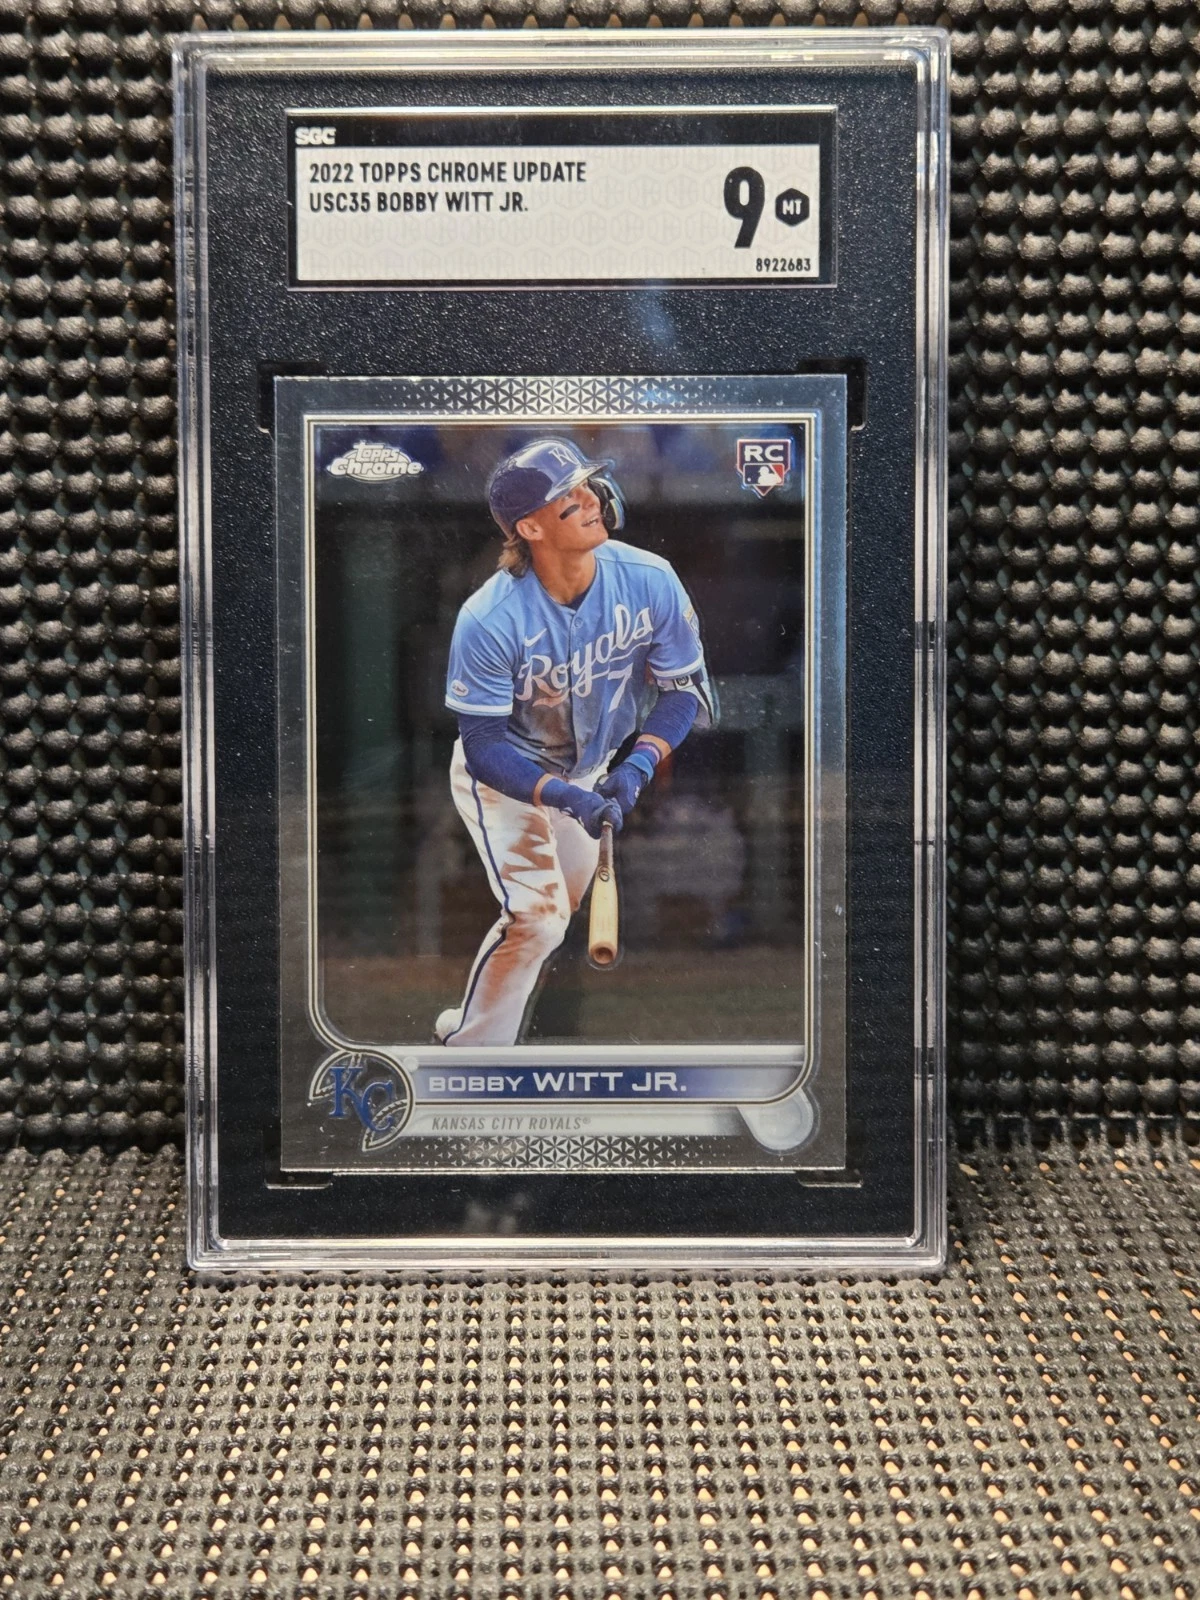 SGC
2022 TOPPS CHROME UPDATE
USC35 BOBBY WITT JR.
9 MT
8922683
topps
Chrome
RC
KC
Royals
7
KC
BOBBY WITT JR.
KANSAS CITY ROYALS®